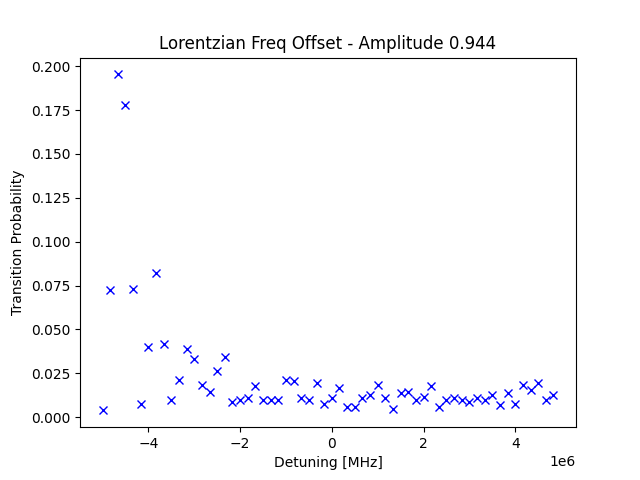 Lorentzian Freq Offset - Amplitude 0.944
0.200
0.175
0.150
0.125
0.100
0.075
0.050
0.025
0.000
Transition Probability
−4 −2 0 2 4
1e6
Detuning [MHz]